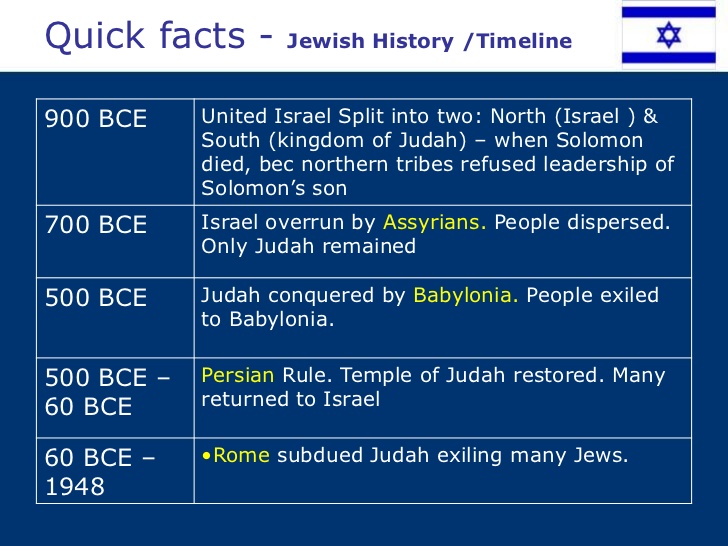 Quick facts - Jewish History /Timeline
900 BCE
United Israel Split into two: North (Israel ) &
South (kingdom of Judah) – when Solomon
died, bec northern tribes refused leadership of
Solomon’s son
700 BCE
Israel overrun by Assyrians. People dispersed.
Only Judah remained
500 BCE
Judah conquered by Babylonia. People exiled
to Babylonia.
500 BCE –
60 BCE
Persian Rule. Temple of Judah restored. Many
returned to Israel
60 BCE –
1948
•Rome subdued Judah exiling many Jews.